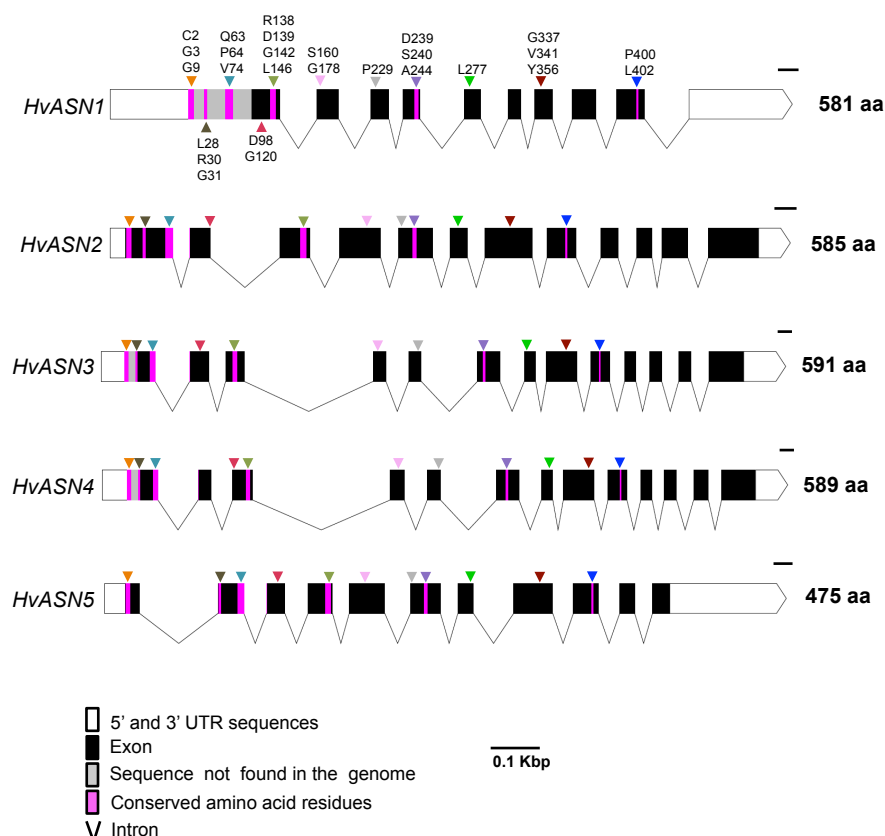 C2
G3
G9
Q63
P64
V74
R138
D139
G142
L146
S160
G178
P229
D239
S240
A244
L277
G337
V341
Y356
P400
L402
HvASN1
581 aa
L28
R30
G31
D98
G120
HvASN2
585 aa
HvASN3
591 aa
HvASN4
589 aa
HvASN5
475 aa
5' and 3' UTR sequences
Exon
Sequence not found in the genome
Conserved amino acid residues
Intron
0.1 Kbp